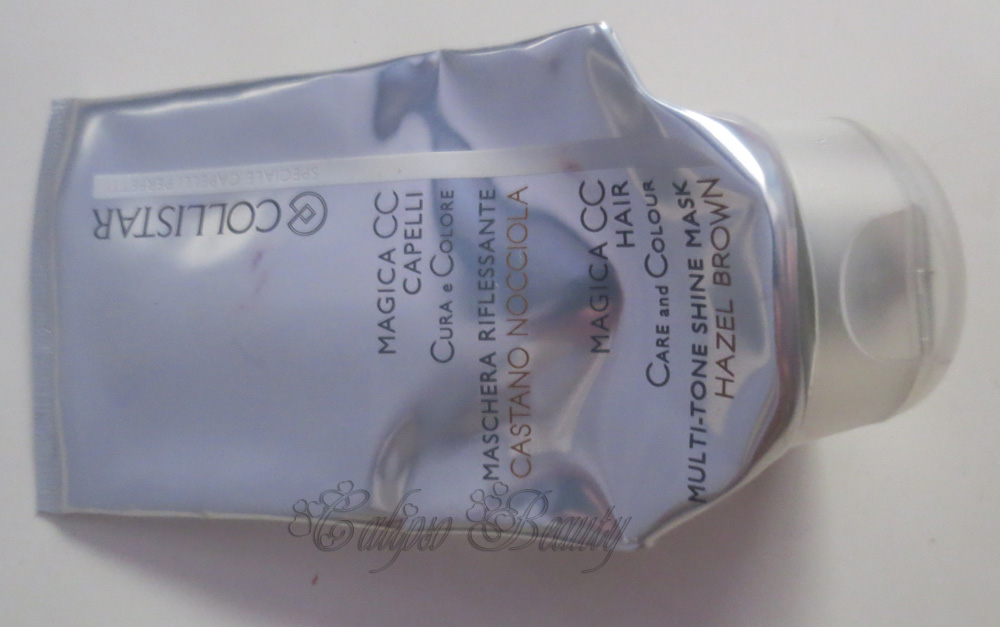 SPECIALE CAPELLI PERFETTI
COLLISTAR
MAGICA CC
CAPELLI
CURA e COLORE
MASCHERA RIFLESSANTE
CASTANO NOCCIOLA
MAGICA CC
HAIR
CARE and COLOUR
MULTI-TONE SHINE MASK
HAZEL BROWN
Calipso Beauty